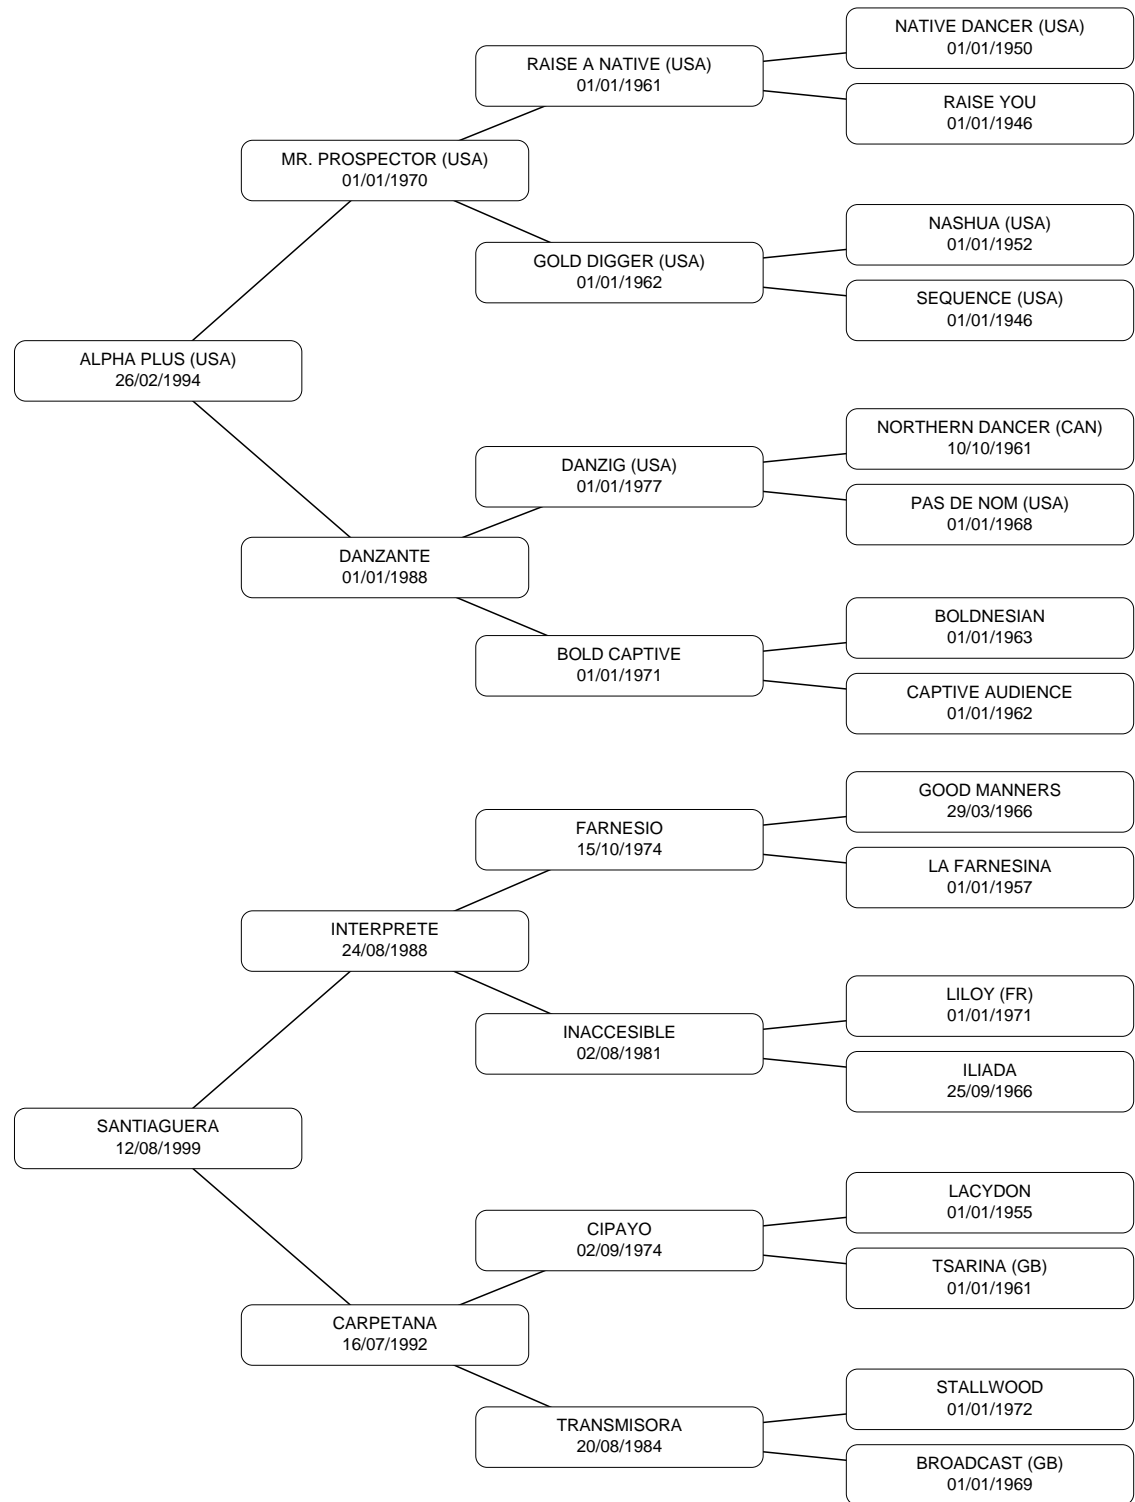 NATIVE DANCER (USA)
01/01/1950
RAISE A NATIVE (USA)
01/01/1961
RAISE YOU
01/01/1946
MR. PROSPECTOR (USA)
01/01/1970
NASHUA (USA)
01/01/1952
GOLD DIGGER (USA)
01/01/1962
SEQUENCE (USA)
01/01/1946
ALPHA PLUS (USA)
26/02/1994
NORTHERN DANCER (CAN)
10/10/1961
DANZIG (USA)
01/01/1977
PAS DE NOM (USA)
01/01/1968
DANZANTE
01/01/1988
BOLDNESIAN
01/01/1963
BOLD CAPTIVE
01/01/1971
CAPTIVE AUDIENCE
01/01/1962
GOOD MANNERS
29/03/1966
FARNESIO
15/10/1974
LA FARNESINA
01/01/1957
INTERPRETE
24/08/1988
LILOY (FR)
01/01/1971
INACCESIBLE
02/08/1981
ILIADA
25/09/1966
SANTIAGUERA
12/08/1999
LACYDON
01/01/1955
CIPAYO
02/09/1974
TSARINA (GB)
01/01/1961
CARPETANA
16/07/1992
STALLWOOD
01/01/1972
TRANSMISORA
20/08/1984
BROADCAST (GB)
01/01/1969